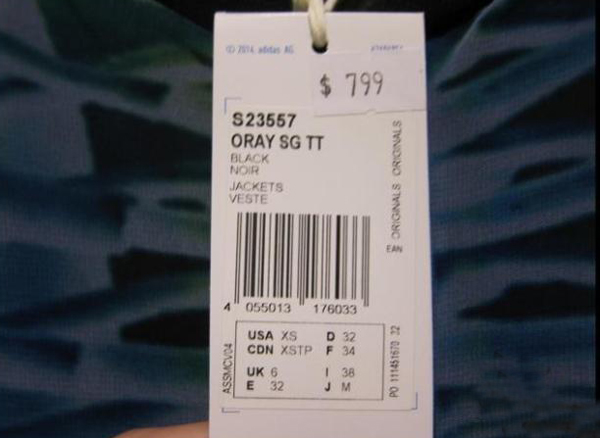 © 2014 adidas AG
$ 799
S23557
ORAY SG TT
BLACK
NOIR
JACKETS
VESTE
ORIGINALS ORIGINALS
EAN
4 055013 176033
USA XS D 32
CDN XSTP F 34
UK 6 I 38
E 32 J M
ASSMCV04
PO 111451670 32